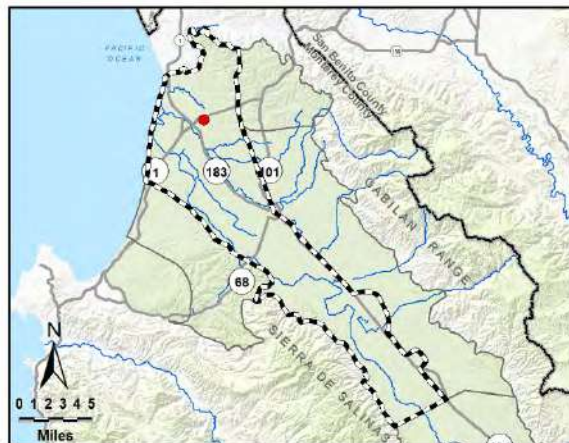 PACIFIC
OCEAN
1
San Benito County
Monterey County
1
183
101
GABILAN RANGE
68
SIERRA DE SALINAS
N
0 1 2 3 4 5
Miles